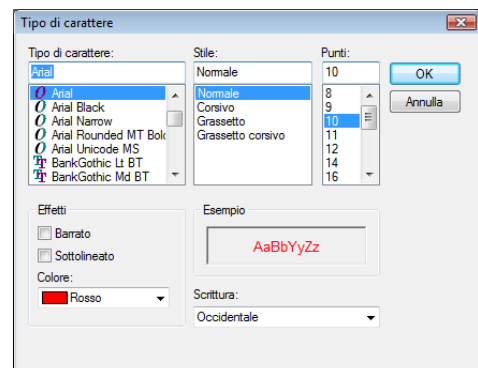 Tipo di carattere
Tipo di carattere: Stile: Punti:
Arial Normale 10 OK
Arial Normale 8 Annulla
Arial Black Corsivo 9
Arial Narrow Grassetto 10
Arial Rounded MT Bold Grassetto corsivo 11
Arial Unicode MS 12
BankGothic Lt BT 14
BankGothic Md BT 16
Effetti Esempio
Barrato
AaBbYyZz
Sottolineato
Colore:
Rosso
Scrittura:
Occidentale